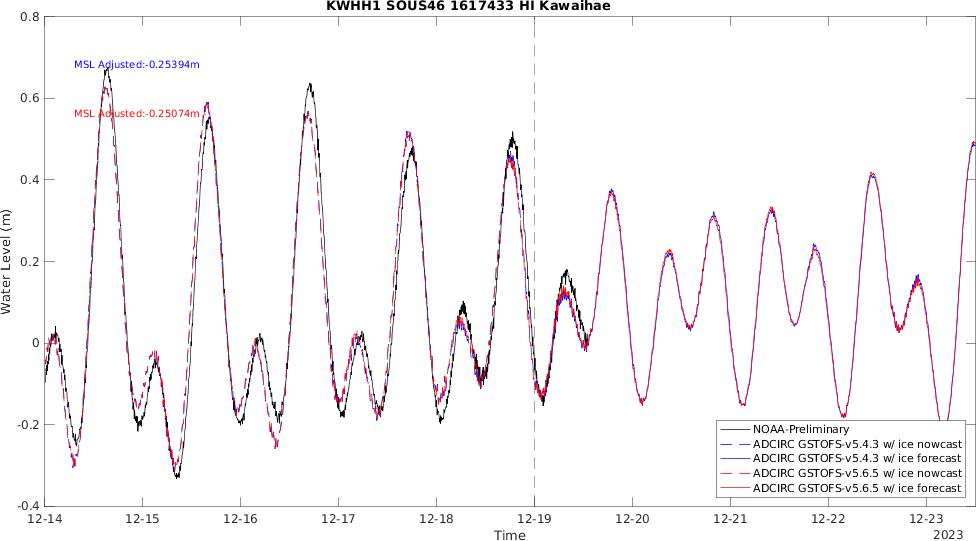 KWHH1 SOUS46 1617433 HI Kawaihae
0.8
0.6
0.4
0.2
0
-0.2
-0.4
Water Level (m)
MSL Adjusted:-0.25394m
MSL Adjusted:-0.25074m
NOAA-Preliminary
ADCIRC GSTOFS-v5.4.3 w/ ice nowcast
ADCIRC GSTOFS-v5.4.3 w/ ice forecast
ADCIRC GSTOFS-v5.6.5 w/ ice nowcast
ADCIRC GSTOFS-v5.6.5 w/ ice forecast
12-14 12-15 12-16 12-17 12-18 12-19 12-20 12-21 12-22 12-23
Time
2023